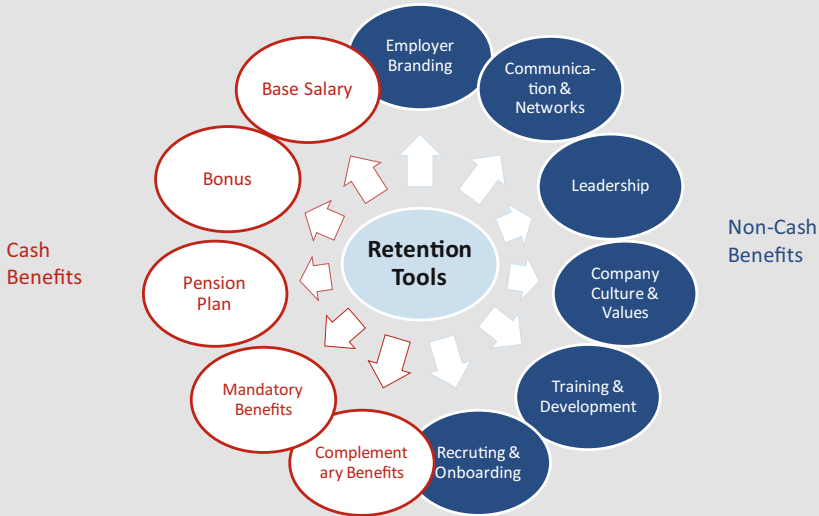 Employer
Branding
Communica-
tion &
Networks
Leadership
Company
Culture &
Values
Training &
Development
Recruting &
Onboarding
Complement
ary Benefits
Mandatory
Benefits
Pension
Plan
Bonus
Base Salary
Retention
Tools
Cash
Benefits
Non-Cash
Benefits